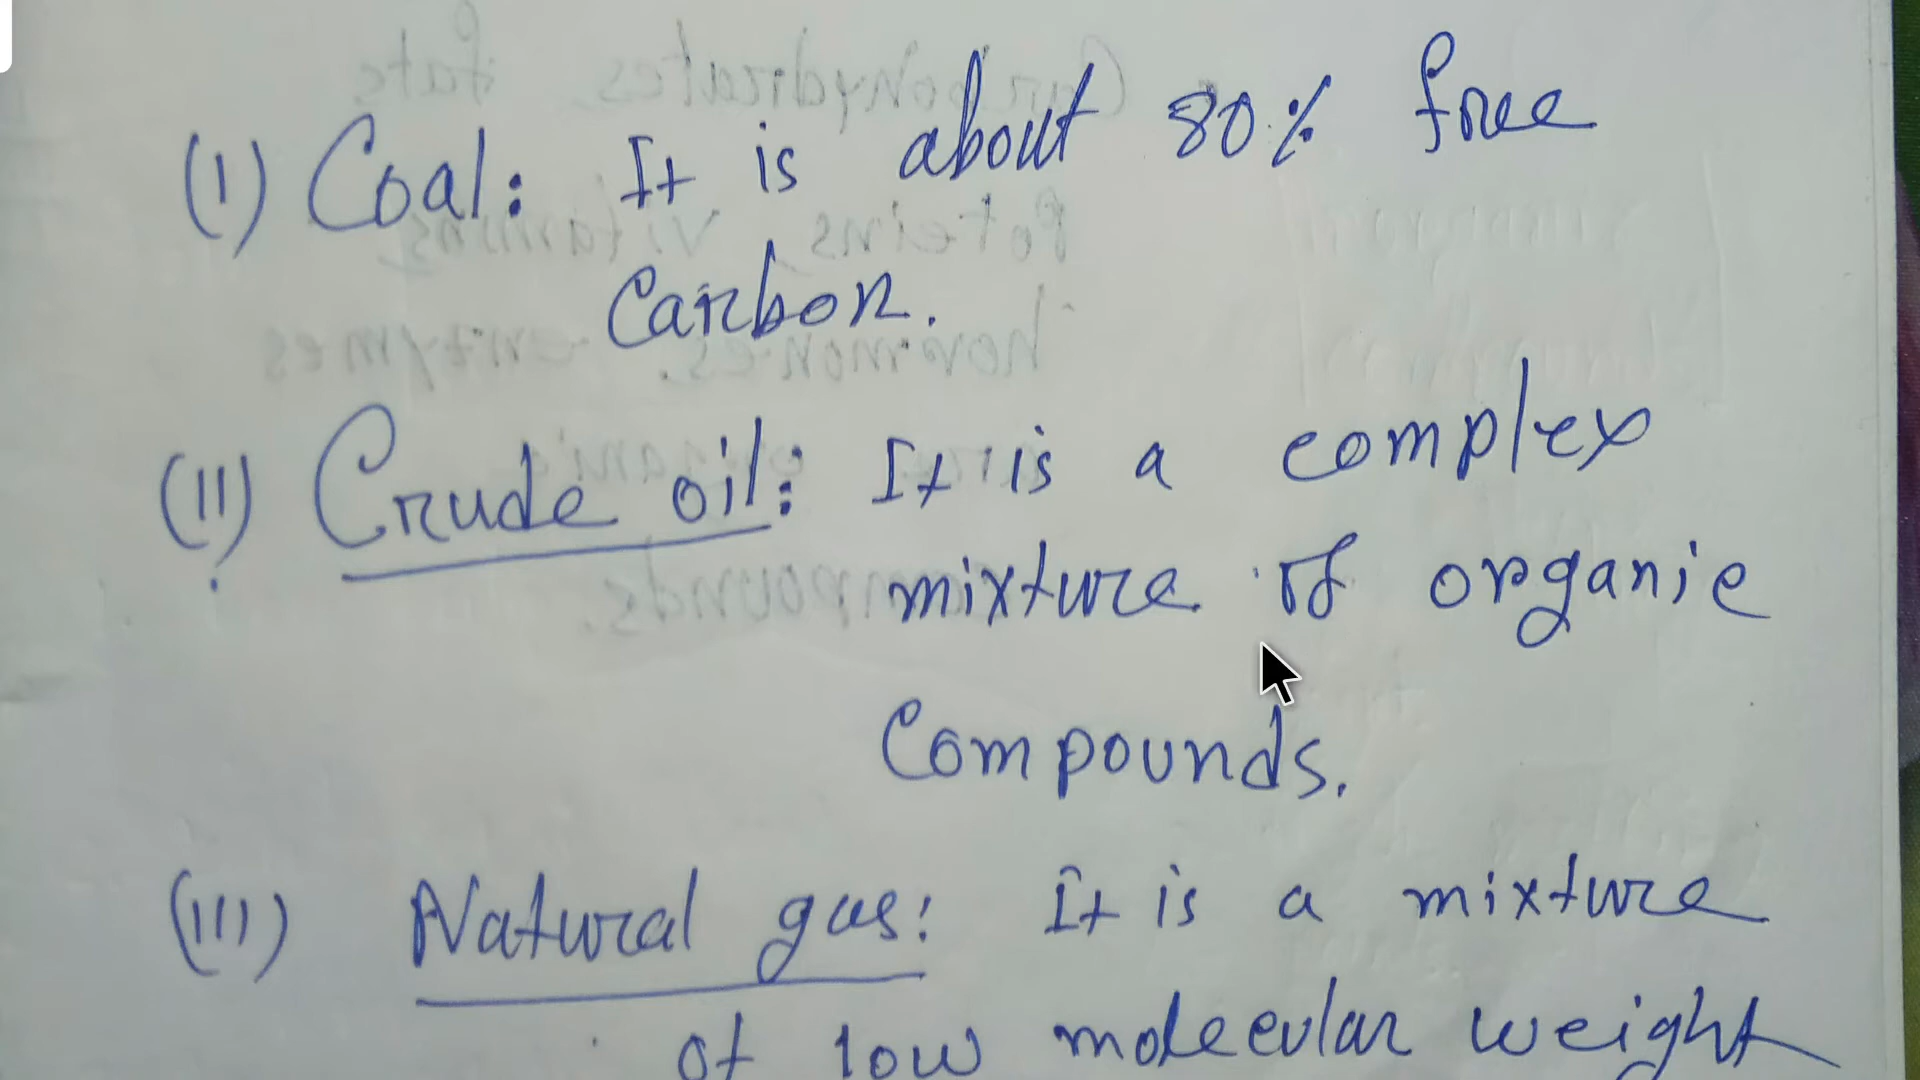 (I) Coal: It is about 80% free
Carbon.
(II) Crude oil: It is a complex
mixture of organic
Compounds.
(III) Natural gas: It is a mixture
of low molecular weight